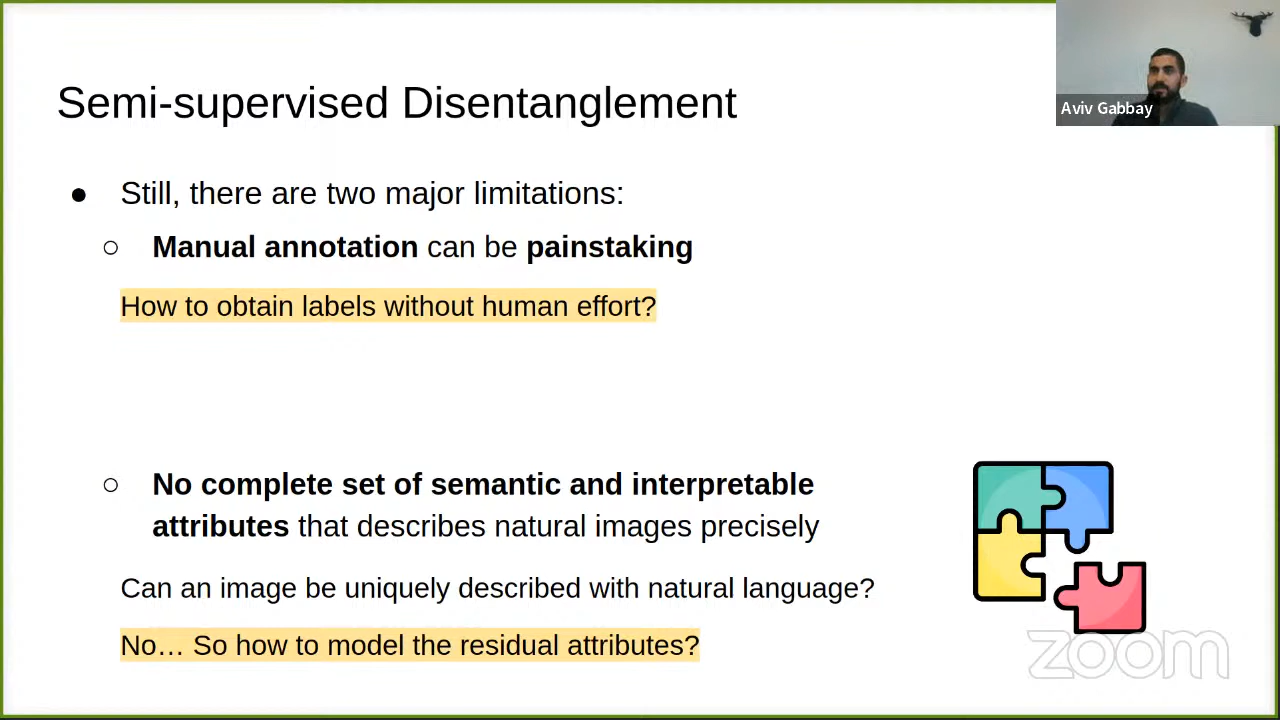 Semi-supervised Disentanglement
Aviv Gabbay
● Still, there are two major limitations:
○ Manual annotation can be painstaking
How to obtain labels without human effort?
○ No complete set of semantic and interpretable
attributes that describes natural images precisely
Can an image be uniquely described with natural language?
No… So how to model the residual attributes?
zoom